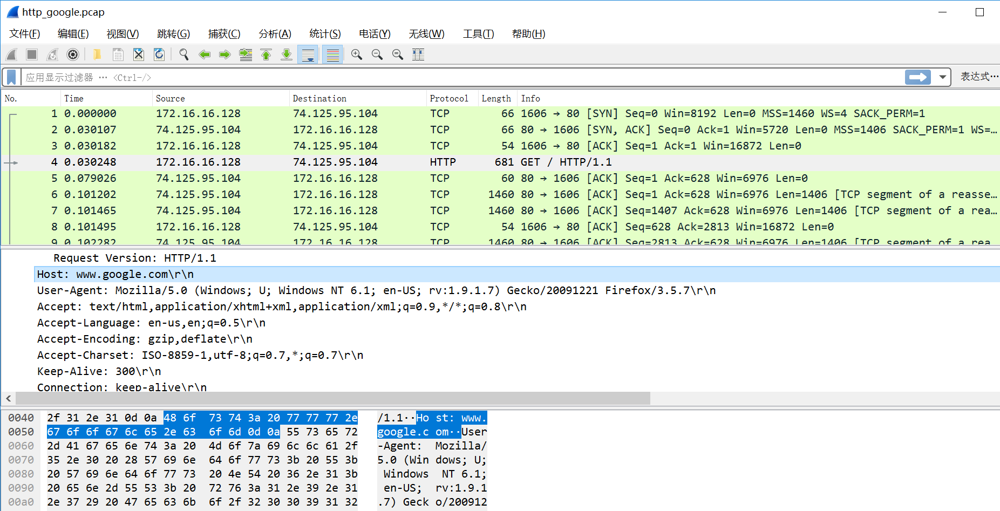 http_google.pcap
文件(F) 编辑(E) 视图(V) 跳转(G) 捕获(C) 分析(A) 统计(S) 电话(Y) 无线(W) 工具(T) 帮助(H)
应用显示过滤器 … <Ctrl-/> 表达式…
No. Time Source Destination Protocol Length Info
1 0.000000 172.16.16.128 74.125.95.104 TCP 66 1606 → 80 [SYN] Seq=0 Win=8192 Len=0 MSS=1460 WS=4 SACK_PERM=1
2 0.030107 74.125.95.104 172.16.16.128 TCP 66 80 → 1606 [SYN, ACK] Seq=0 Ack=1 Win=5720 Len=0 MSS=1406 SACK_PERM=1 WS=…
3 0.030182 172.16.16.128 74.125.95.104 TCP 54 1606 → 80 [ACK] Seq=1 Ack=1 Win=16872 Len=0
4 0.030248 172.16.16.128 74.125.95.104 HTTP 681 GET / HTTP/1.1
5 0.079026 74.125.95.104 172.16.16.128 TCP 60 80 → 1606 [ACK] Seq=1 Ack=628 Win=6976 Len=0
6 0.101202 74.125.95.104 172.16.16.128 TCP 1460 80 → 1606 [ACK] Seq=1 Ack=628 Win=6976 Len=1406 [TCP segment of a reasse…
7 0.101465 74.125.95.104 172.16.16.128 TCP 1460 80 → 1606 [ACK] Seq=1407 Ack=628 Win=6976 Len=1406 [TCP segment of a rea…
8 0.101495 172.16.16.128 74.125.95.104 TCP 54 1606 → 80 [ACK] Seq=628 Ack=2813 Win=16872 Len=0
9 0.102282 74.125.95.104 172.16.16.128 TCP 1460 80 → 1606 [ACK] Seq=2813 Ack=628 Win=6976 Len=1406 [TCP segment of a rea…
Request Version: HTTP/1.1
Host: www.google.com\r\n
User-Agent: Mozilla/5.0 (Windows; U; Windows NT 6.1; en-US; rv:1.9.1.7) Gecko/20091221 Firefox/3.5.7\r\n
Accept: text/html,application/xhtml+xml,application/xml;q=0.9,*/*;q=0.8\r\n
Accept-Language: en-us,en;q=0.5\r\n
Accept-Encoding: gzip,deflate\r\n
Accept-Charset: ISO-8859-1,utf-8;q=0.7,*;q=0.7\r\n
Keep-Alive: 300\r\n
Connection: keep-alive\r\n
0040 2f 31 2e 31 0d 0a 48 6f 73 74 3a 20 77 77 77 2e /1.1··Ho st: www.
0050 67 6f 6f 67 6c 65 2e 63 6f 6d 0d 0a 55 73 65 72 google.c om··User
0060 2d 41 67 65 6e 74 3a 20 4d 6f 7a 69 6c 6c 61 2f -Agent: Mozilla/
0070 35 2e 30 20 28 57 69 6e 64 6f 77 73 3b 20 55 3b 5.0 (Win dows; U;
0080 20 57 69 6e 64 6f 77 73 20 4e 54 20 36 2e 31 3b Windows NT 6.1;
0090 20 65 6e 2d 55 53 3b 20 72 76 3a 31 2e 39 2e 31 en-US; rv:1.9.1
00a0 2e 37 29 20 47 65 63 6b 6f 2f 32 30 30 39 31 32 .7) Geck o/200912